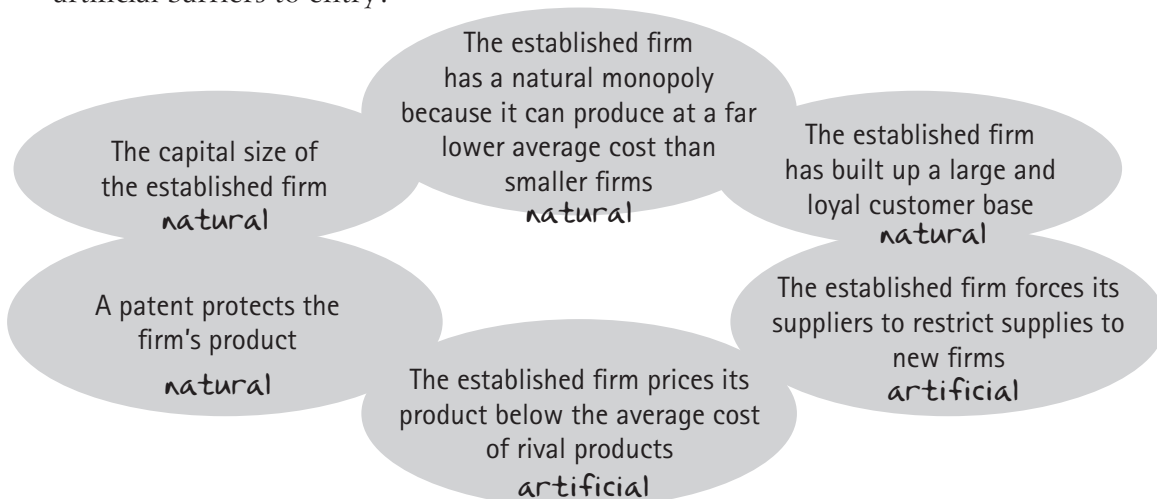 artificial barriers to entry?
The established firm
has a natural monopoly
because it can produce at a far
lower average cost than
smaller firms
natural
The capital size of
the established firm
natural
The established firm
has built up a large and
loyal customer base
natural
A patent protects the
firm's product
natural
The established firm prices its
product below the average cost
of rival products
artificial
The established firm forces its
suppliers to restrict supplies to
new firms
artificial